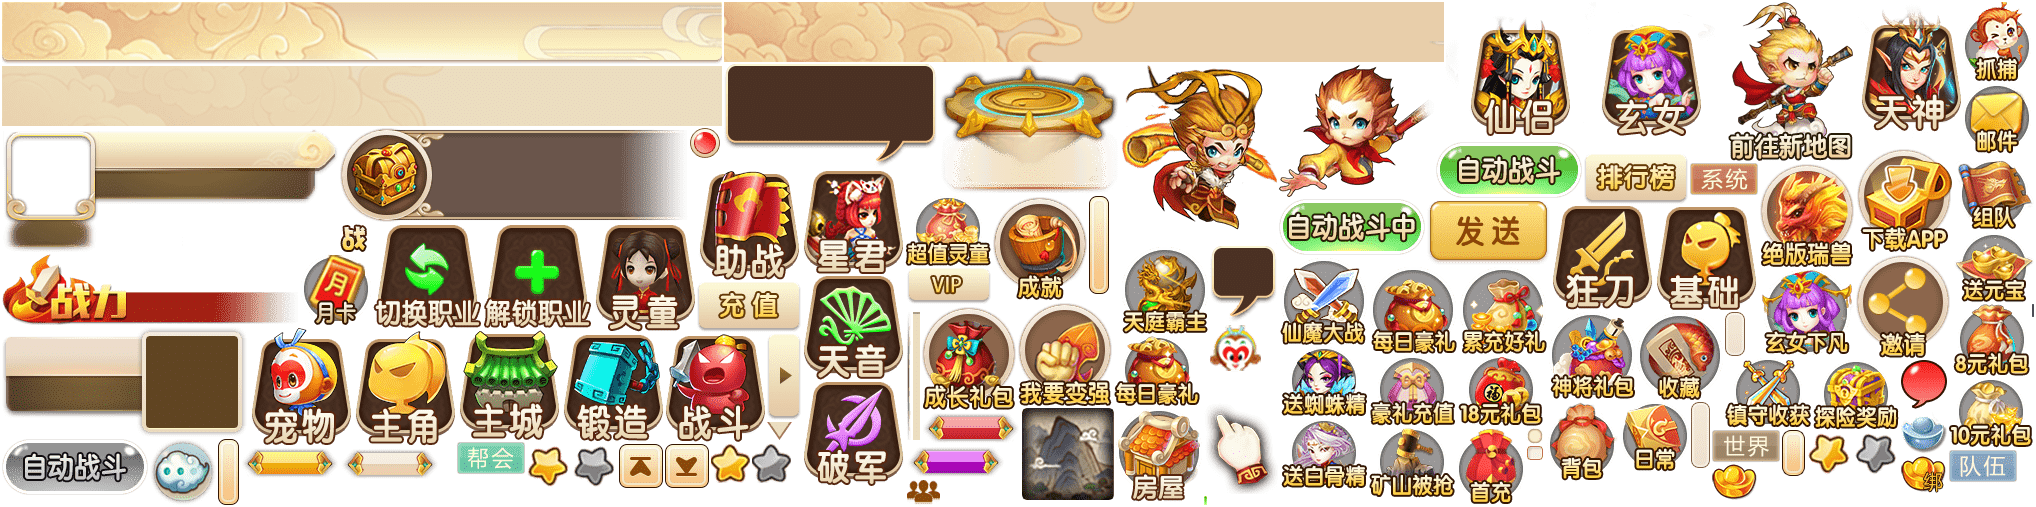 仙侣
玄女
前往新地图
天神
抓捕
邮件
自动战斗
排行榜
系统
组队
自动战斗中
发送
绝版瑞兽
下载APP
战
月
月卡
切换职业
解锁职业
灵童
助战
星君
超值灵童
VIP
成就
充值
战力
天庭霸主
仙魔大战
每日豪礼
累充好礼
狂刀
基础
送元宝
玄女下凡
邀请
8元礼包
神将礼包
收藏
宠物
主角
主城
锻造
战斗
天音
成长礼包
我要变强
每日豪礼
送蜘蛛精
豪礼充值
福
18元礼包
镇守收获
探险奖励
10元礼包
自动战斗
帮会
破军
房屋
送白骨精
矿山被抢
首充
背包
日常
世界
绑
队伍